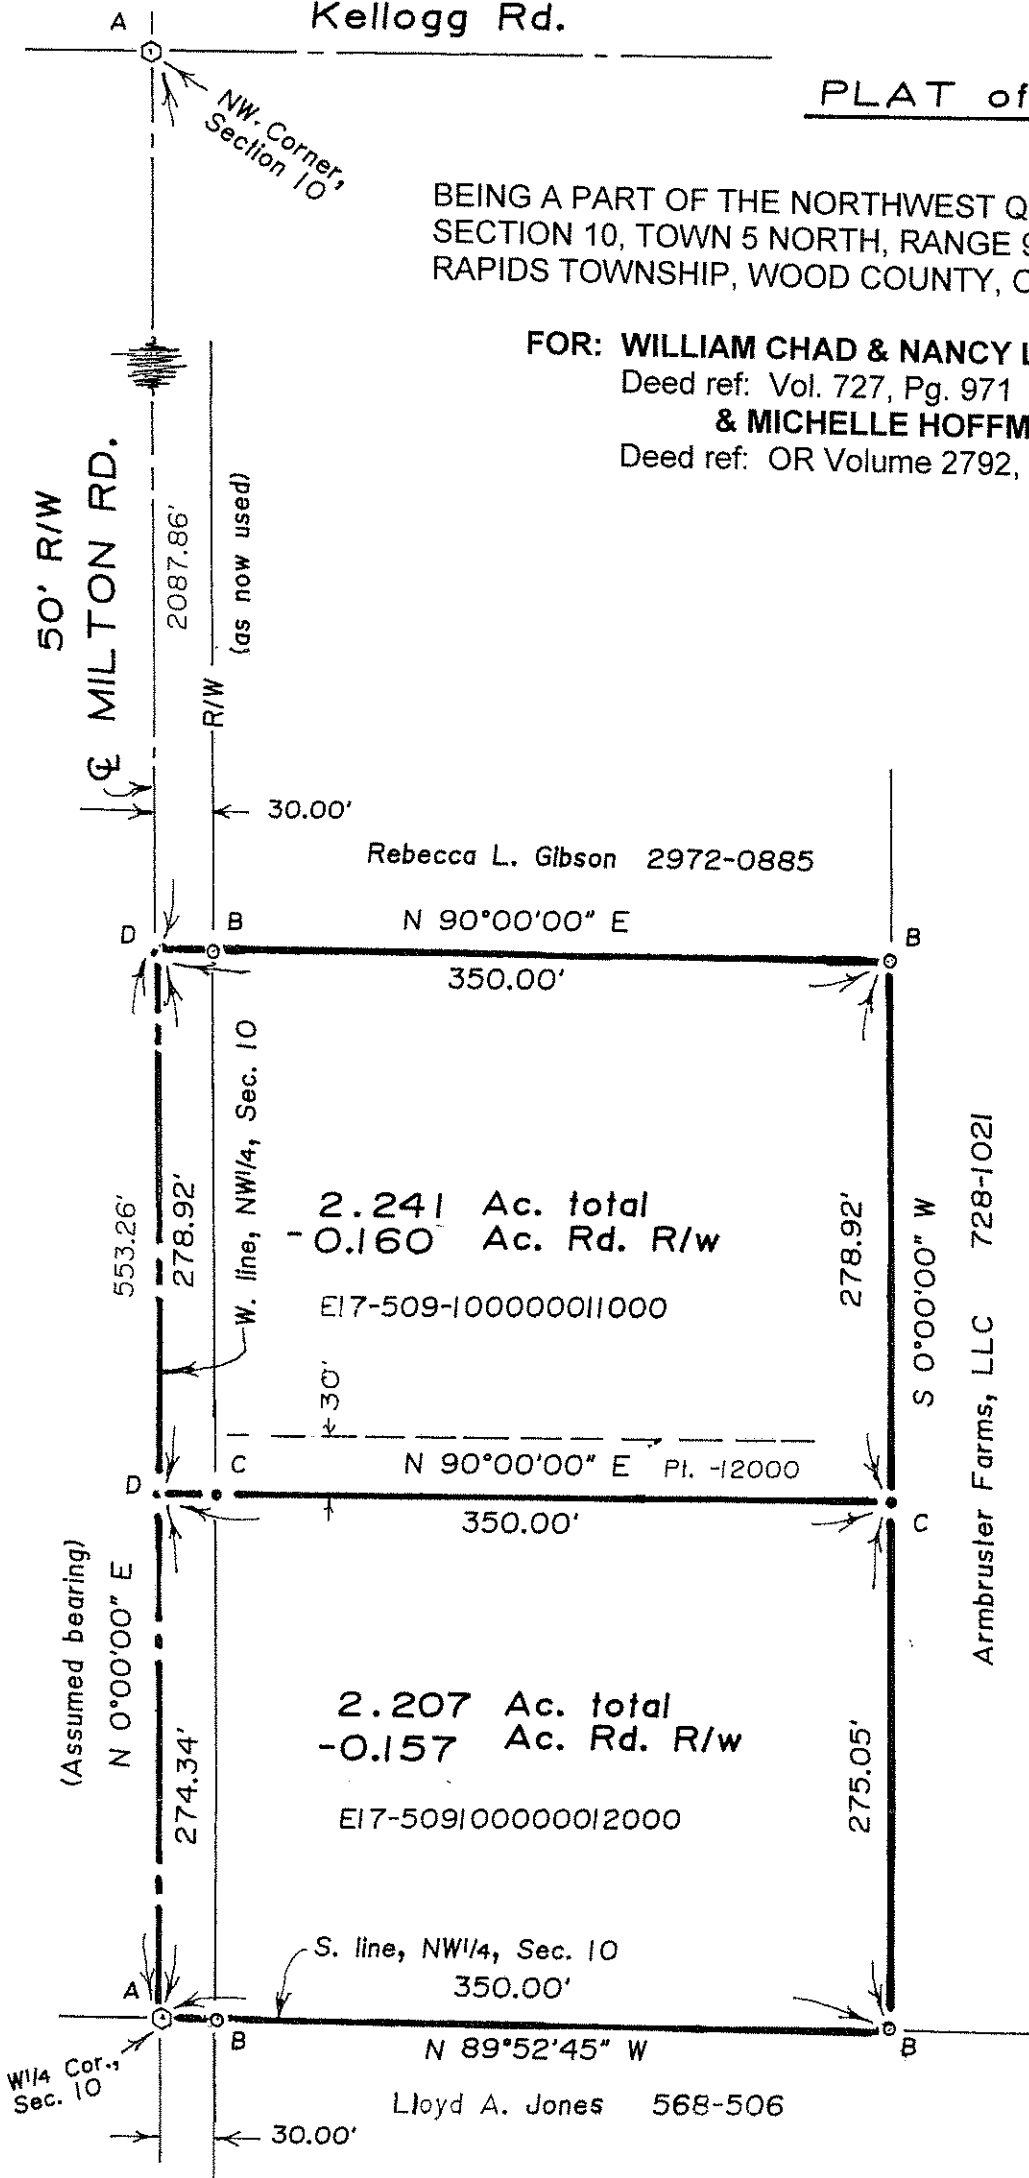 A
Kellogg Rd.
NW. Corner,
Section 10
PLAT of
BEING A PART OF THE NORTHWEST Q
SECTION 10, TOWN 5 NORTH, RANGE 9
RAPIDS TOWNSHIP, WOOD COUNTY, O
FOR: WILLIAM CHAD & NANCY L
Deed ref: Vol. 727, Pg. 971
& MICHELLE HOFFM
Deed ref: OR Volume 2792,
50' R/W
℄ MILTON RD.
2087.86'
R/W (as now used)
30.00'
Rebecca L. Gibson 2972-0885
D
B
N 90°00'00" E
B
350.00'
553.26'
278.92'
W. line, NW1/4, Sec. 10
2.241 Ac. total
-0.160 Ac. Rd. R/w
E17-509-100000011000
278.92'
S 0°00'00" W
Armbruster Farms, LLC 728-1021
30'
D
C
N 90°00'00" E Pt. -12000
350.00'
C
(Assumed bearing)
N 0°00'00" E
274.34'
2.207 Ac. total
-0.157 Ac. Rd. R/w
E17-509100000012000
275.05'
S. line, NW1/4, Sec. 10
A
350.00'
B
N 89°52'45" W
B
W1/4 Cor.,
Sec. 10
Lloyd A. Jones 568-506
30.00'